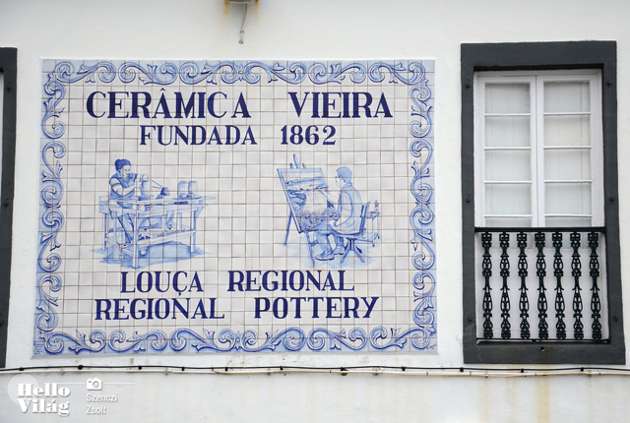 CERÂMICA VIEIRA
FUNDADA 1862
LOUÇA REGIONAL
REGIONAL POTTERY
Hello
Világ
Szentzi
Zsolt